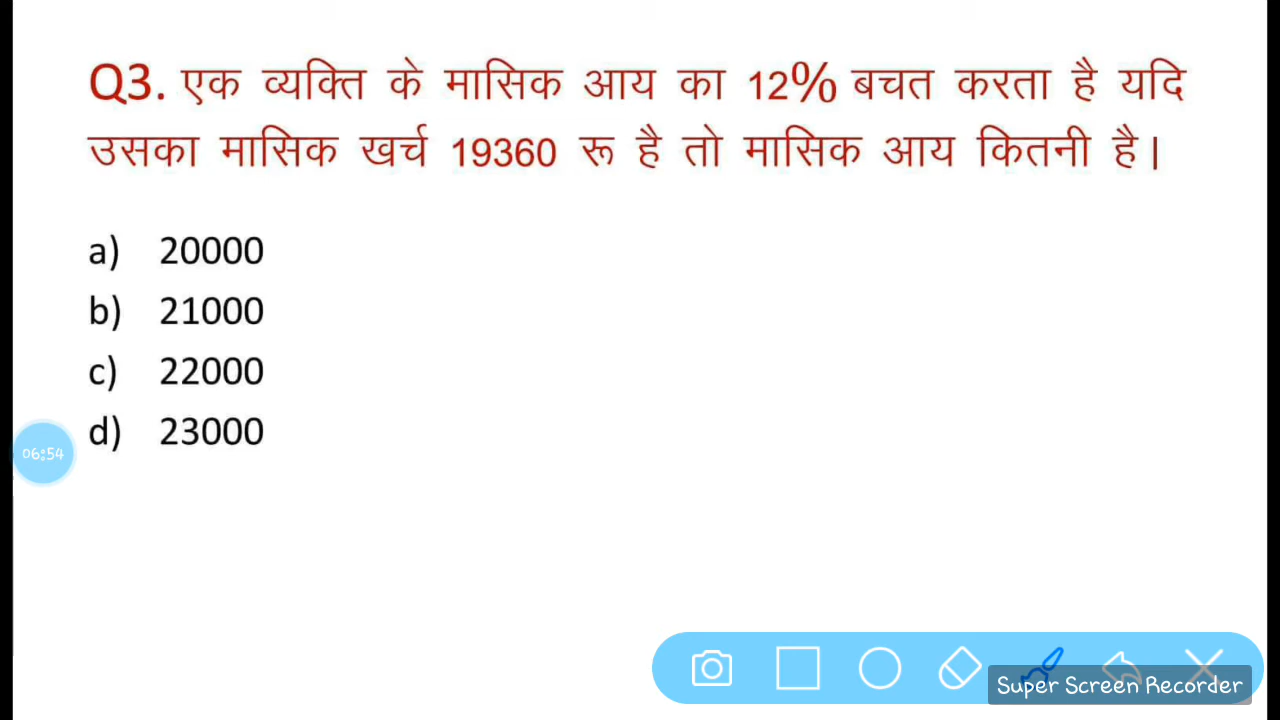 Q3. एक व्यक्ति के मासिक आय का 12% बचत करता है यदि
उसका मासिक खर्च 19360 रू है तो मासिक आय कितनी है।
a) 20000
b) 21000
c) 22000
d) 23000
06:54
Super Screen Recorder